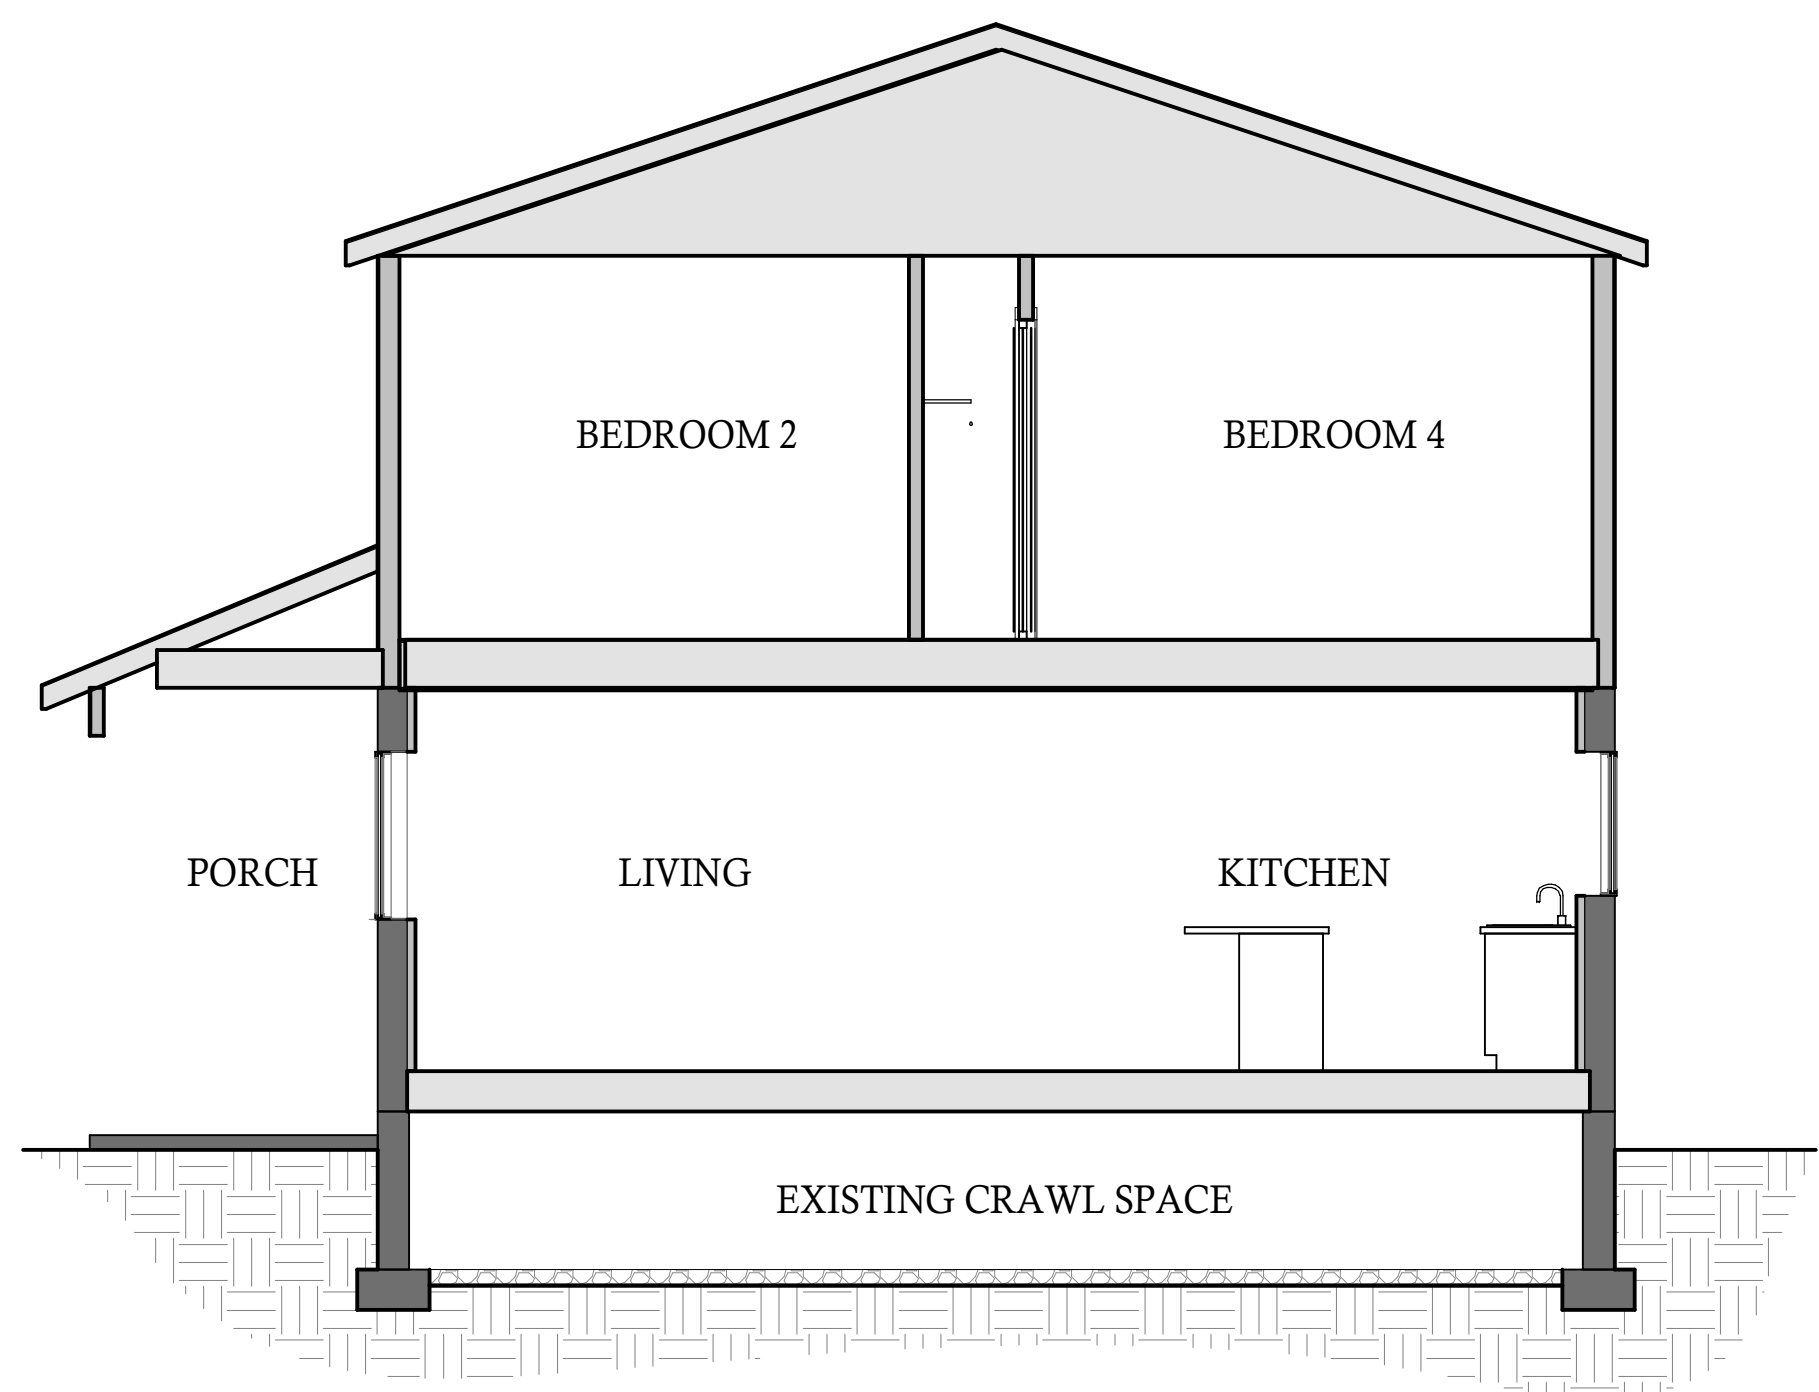 BEDROOM 2
BEDROOM 4
PORCH
LIVING
KITCHEN
EXISTING CRAWL SPACE